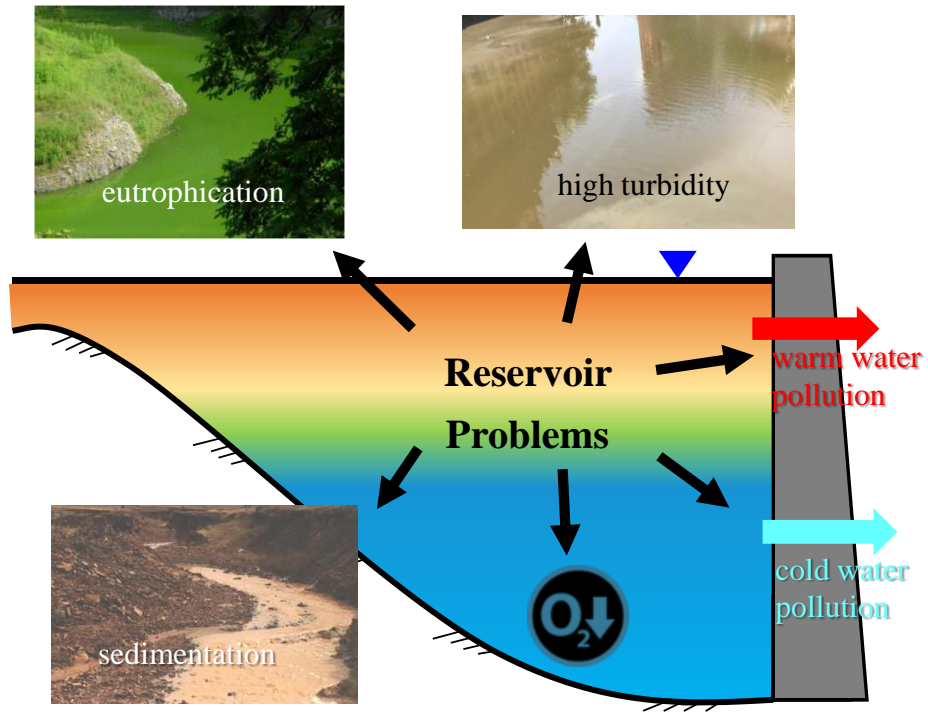 eutrophication
high turbidity
Reservoir
Problems
warm water
pollution
cold water
pollution
O₂
sedimentation